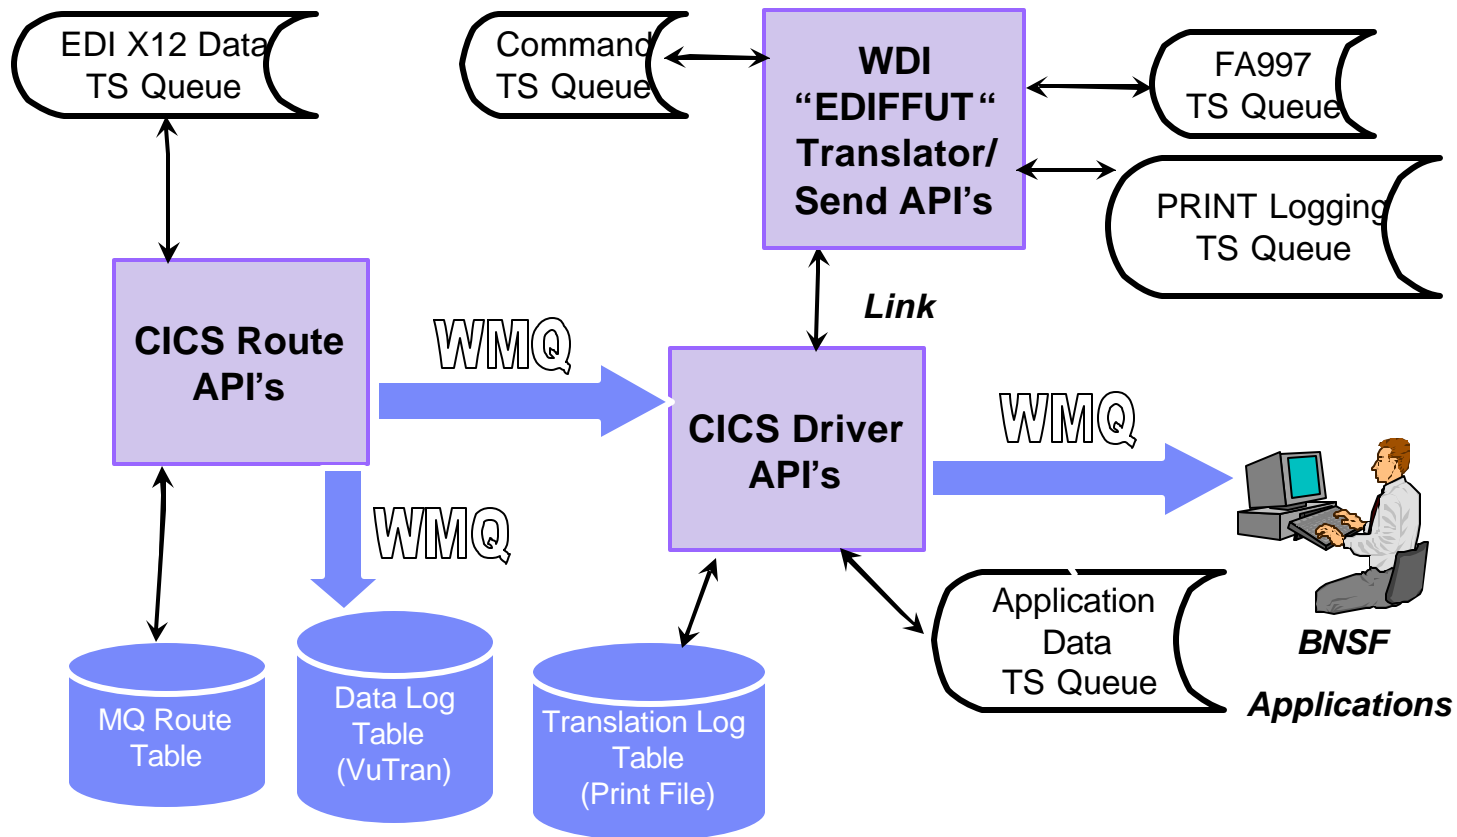 EDI X12 Data
TS Queue
Command
TS Queue
WDI
“EDIFFUT“
Translator/
Send API’s
FA997
TS Queue
PRINT Logging
TS Queue
Link
CICS Route
API’s
WMQ
CICS Driver
API’s
WMQ
WMQ
MQ Route
Table
Data Log
Table
(VuTran)
Translation Log
Table
(Print File)
Application
Data
TS Queue
BNSF
Applications